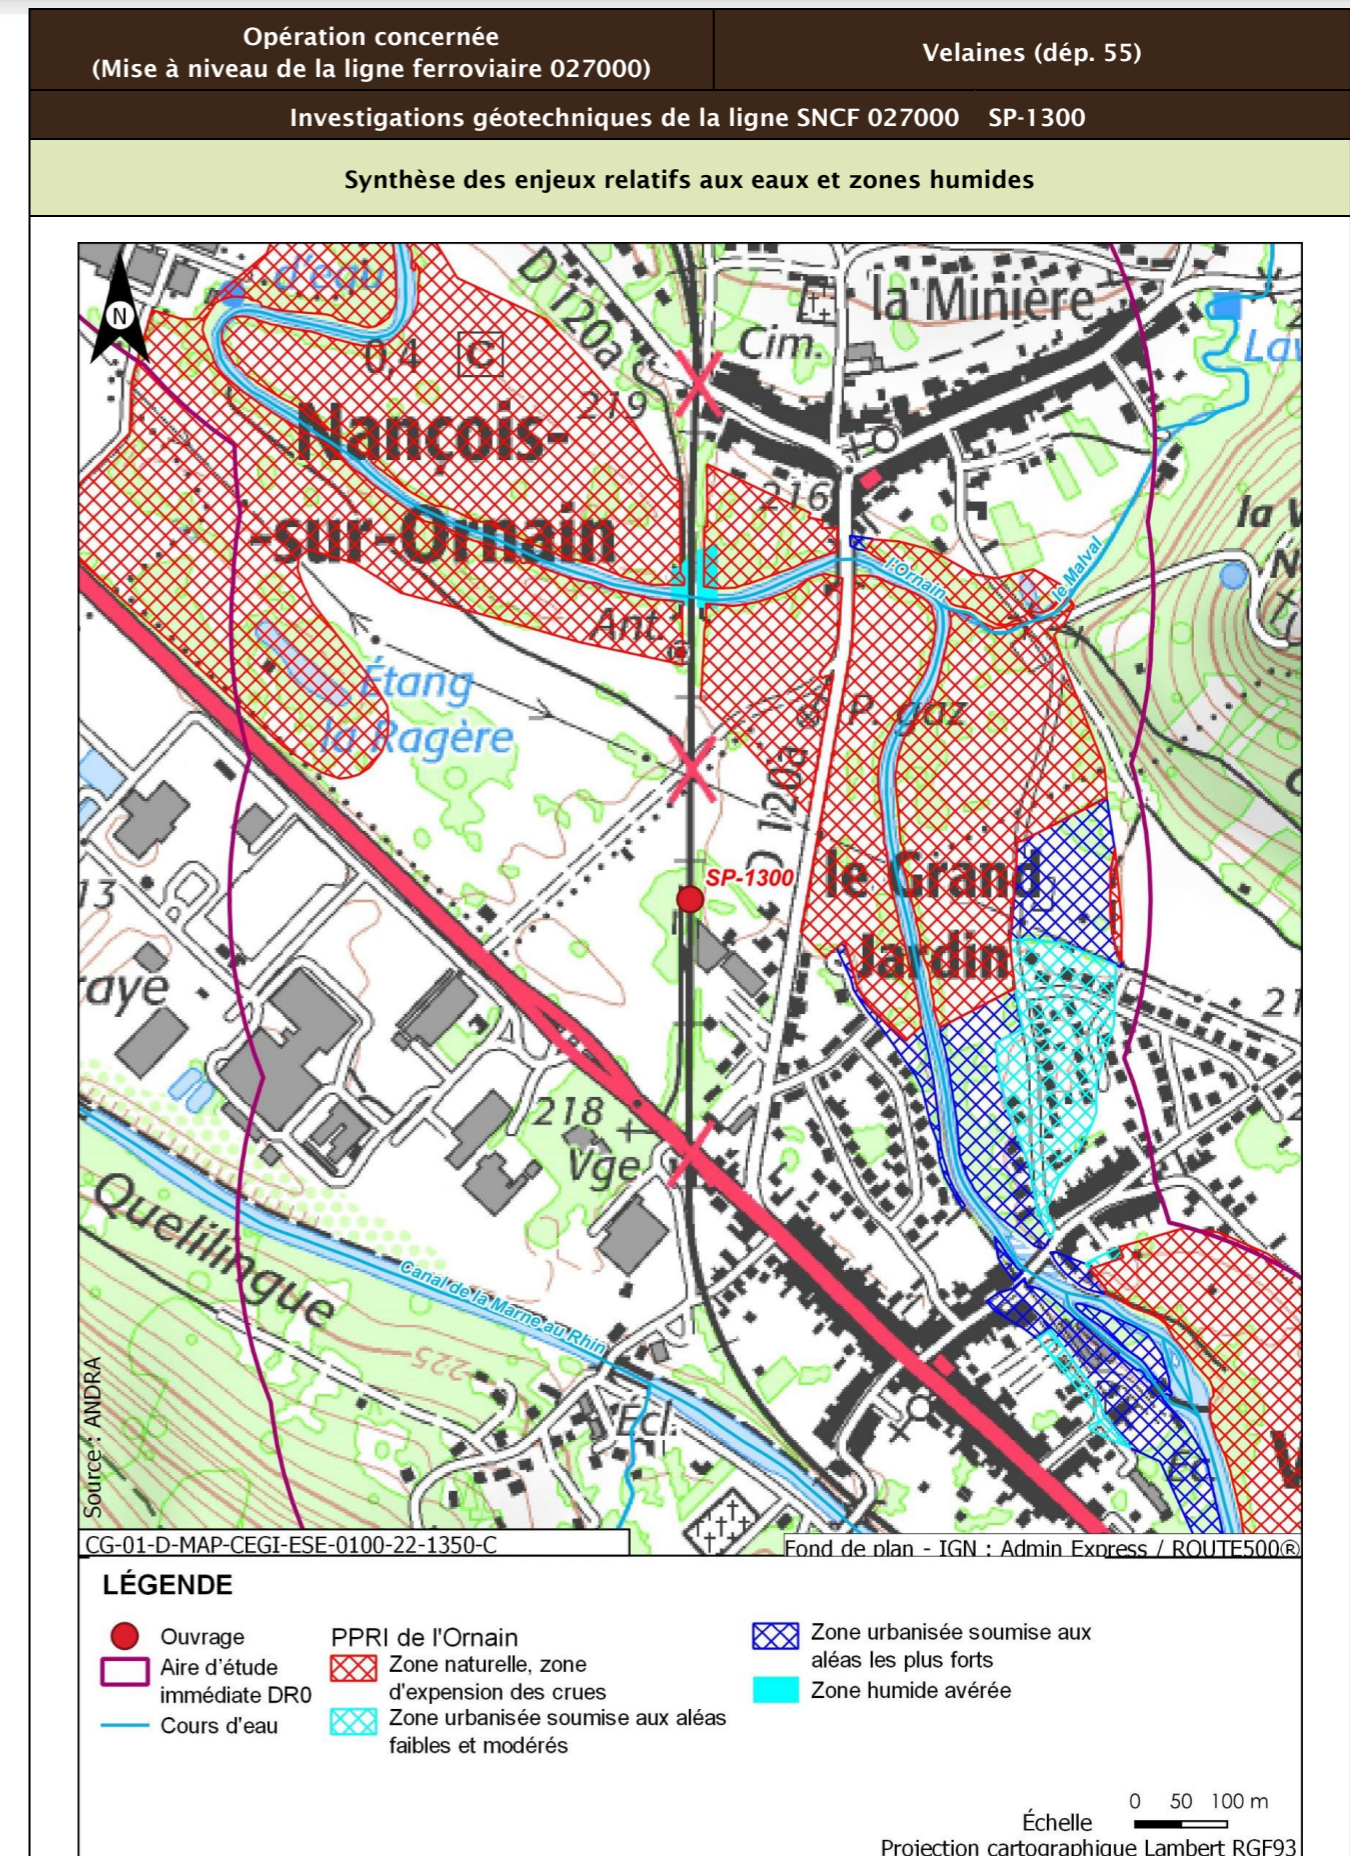 Opération concernée
(Mise à niveau de la ligne ferroviaire 027000)
Velaines (dép. 55)
Investigations géotechniques de la ligne SNCF 027000 SP-1300
Synthèse des enjeux relatifs aux eaux et zones humides
N
d'eau
D 120a
la Minière
Cim.
0,4
C
219
Nançois-
-sur-Ornain
216
l'Ornain
le Malval
Ant.
Étang
la Ragère
P. gaz
D 120a
SP-1300
le Grand
Jardin
13
raye
218
Vge
Quelilingue
Canal de la Marne au Rhin
225
Écl.
Source : ANDRA
CG-01-D-MAP-CEGI-ESE-0100-22-1350-C
Fond de plan - IGN : Admin Express / ROUTE500®
LÉGENDE
Ouvrage
Aire d'étude
immédiate DR0
Cours d'eau
PPRI de l'Ornain
Zone naturelle, zone
d'expension des crues
Zone urbanisée soumise aux aléas
faibles et modérés
Zone urbanisée soumise aux
aléas les plus forts
Zone humide avérée
0 50 100 m
Échelle
Projection cartographique Lambert RGF93